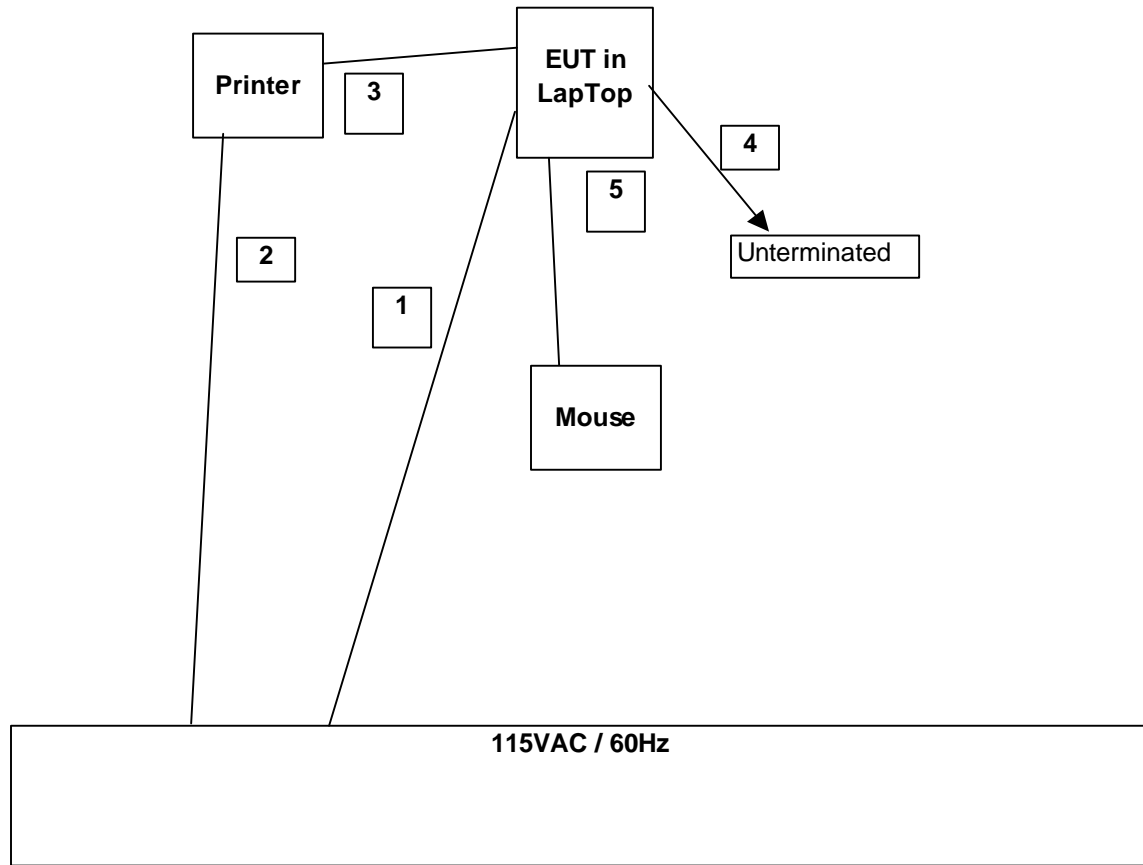 EUT in
LapTop
Printer
3
4
5
2
Unterminated
1
Mouse
115VAC / 60Hz